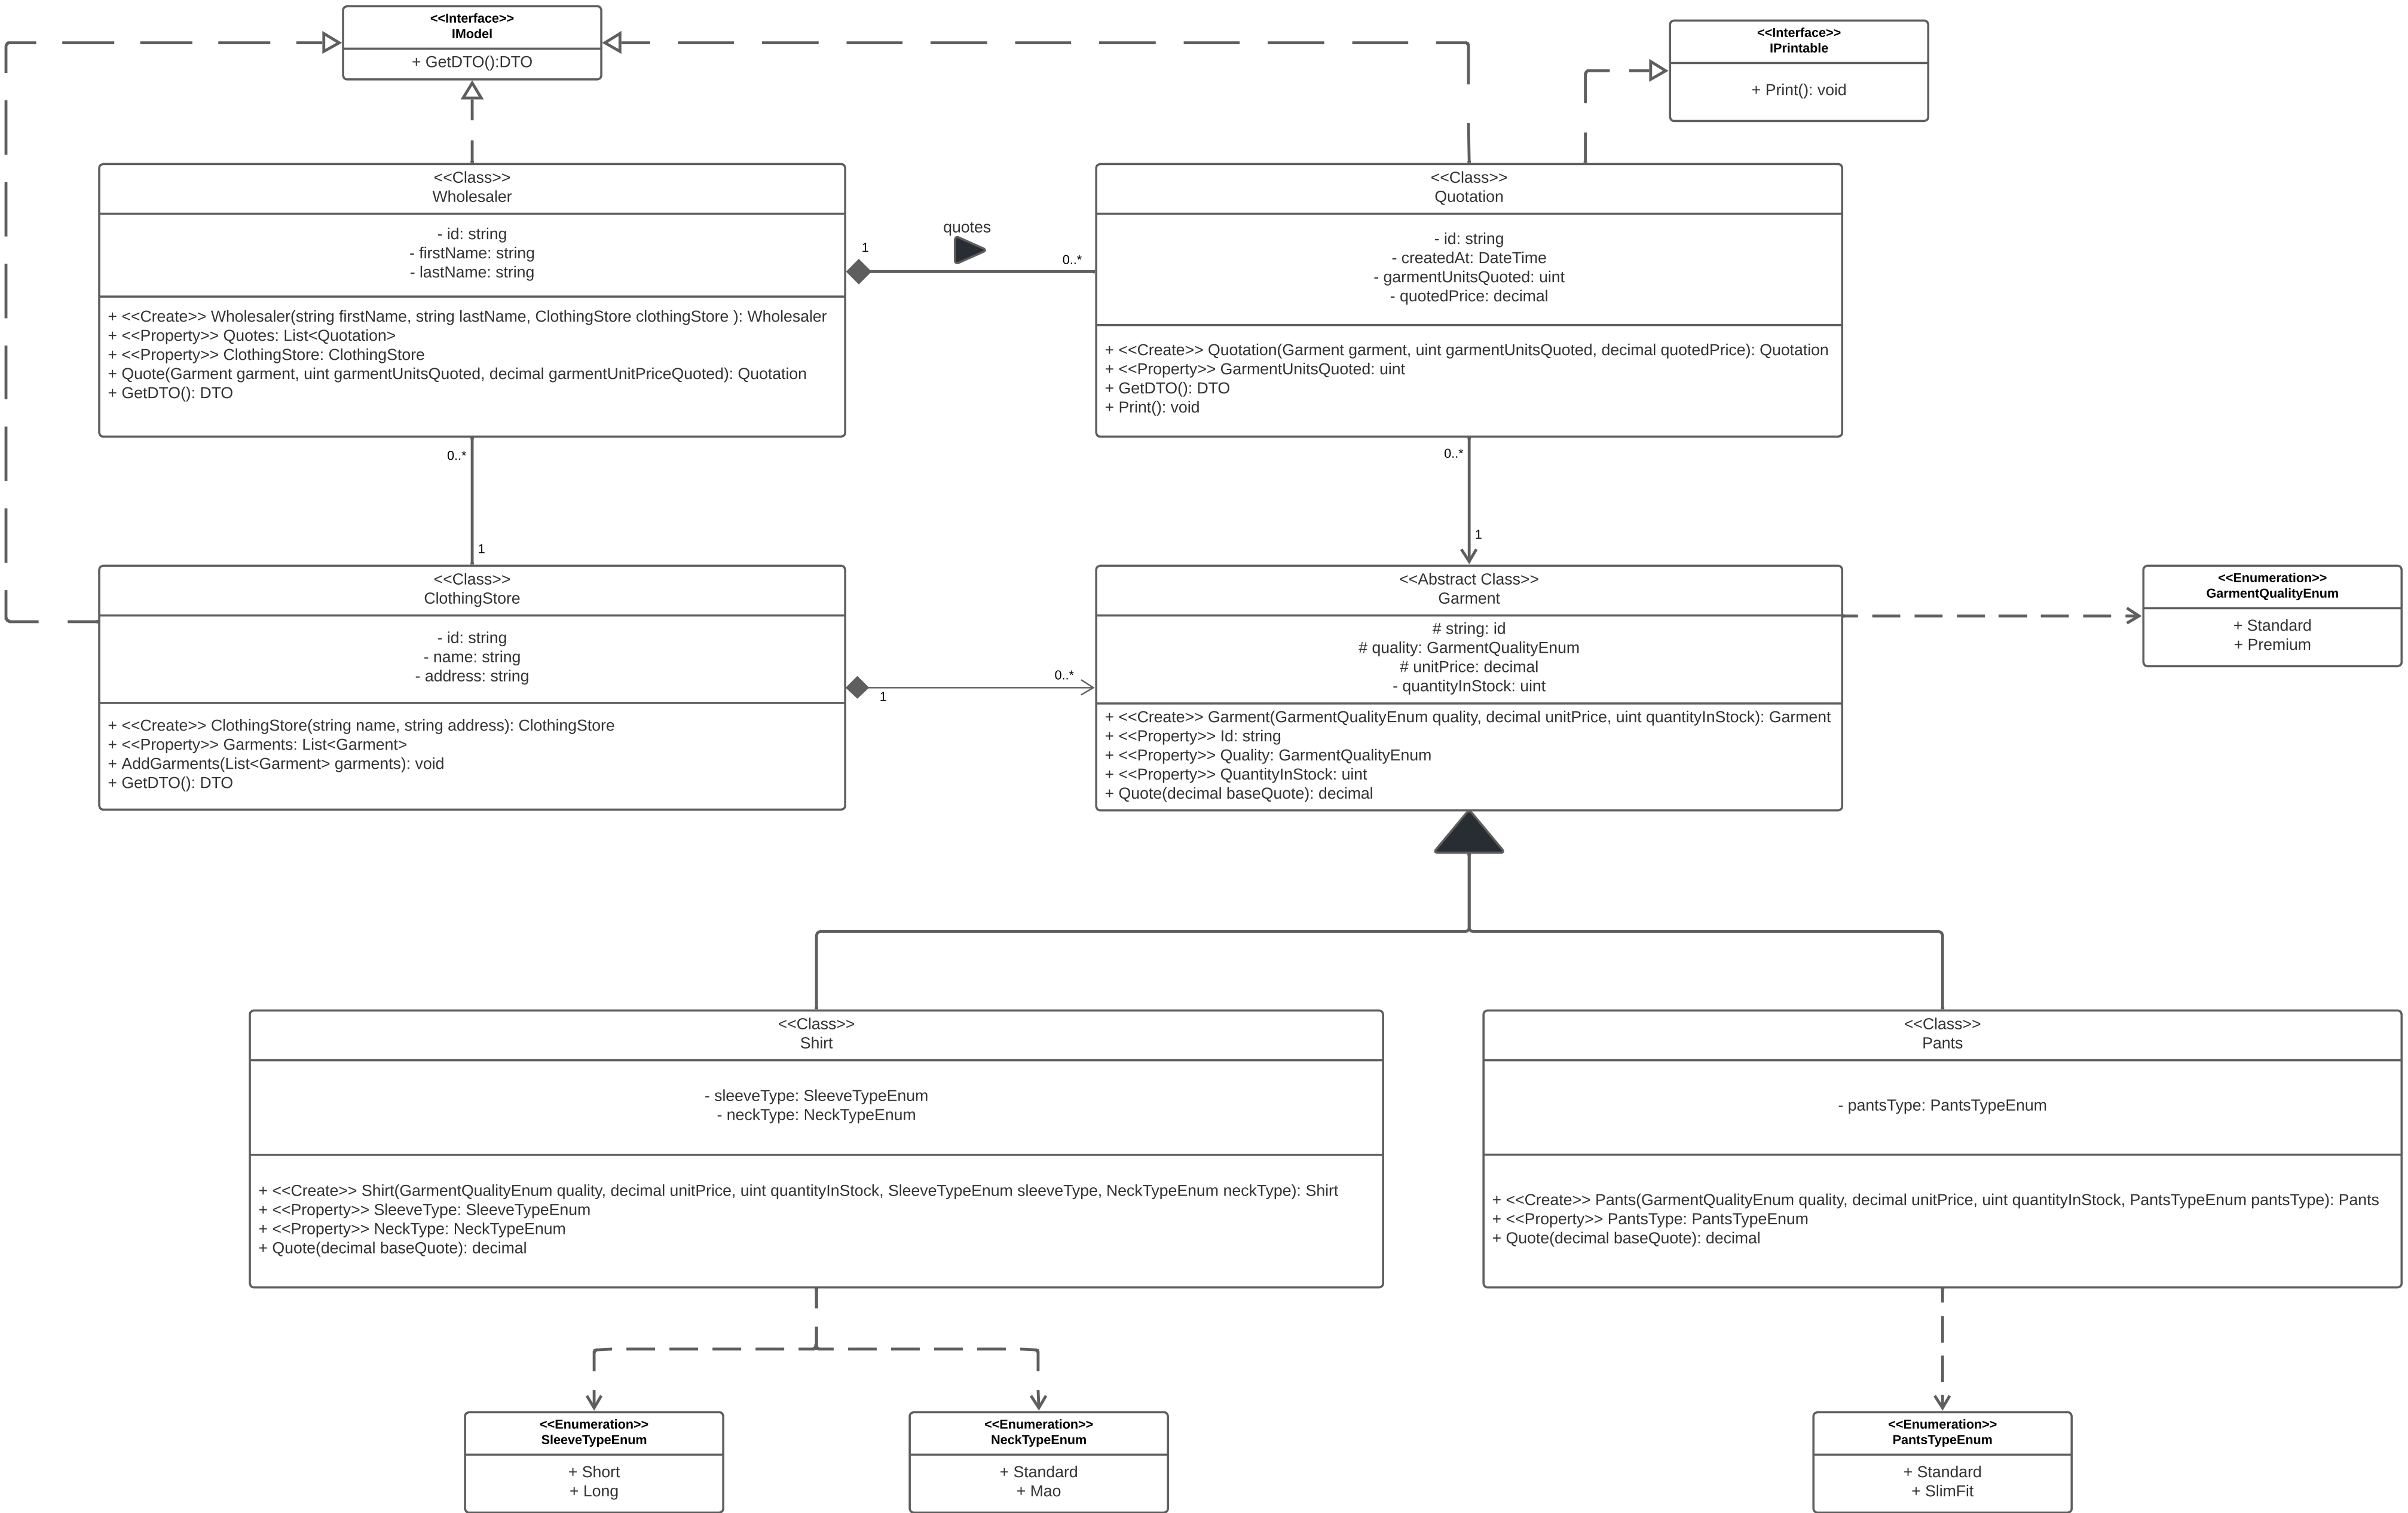 <<Interface>>
IModel
+ GetDTO():DTO
<<Interface>>
IPrintable
+ Print(): void
<<Class>>
Wholesaler
- id: string
- firstName: string
- lastName: string
+ <<Create>> Wholesaler(string firstName, string lastName, ClothingStore clothingStore ): Wholesaler
+ <<Property>> Quotes: List<Quotation>
+ <<Property>> ClothingStore: ClothingStore
+ Quote(Garment garment, uint garmentUnitsQuoted, decimal garmentUnitPriceQuoted): Quotation
+ GetDTO(): DTO
quotes
1
0..*
<<Class>>
Quotation
- id: string
- createdAt: DateTime
- garmentUnitsQuoted: uint
- quotedPrice: decimal
+ <<Create>> Quotation(Garment garment, uint garmentUnitsQuoted, decimal quotedPrice): Quotation
+ <<Property>> GarmentUnitsQuoted: uint
+ GetDTO(): DTO
+ Print(): void
0..*
1
0..*
1
<<Class>>
ClothingStore
- id: string
- name: string
- address: string
+ <<Create>> ClothingStore(string name, string address): ClothingStore
+ <<Property>> Garments: List<Garment>
+ AddGarments(List<Garment> garments): void
+ GetDTO(): DTO
1
0..*
<<Abstract Class>>
Garment
# string: id
# quality: GarmentQualityEnum
# unitPrice: decimal
- quantityInStock: uint
+ <<Create>> Garment(GarmentQualityEnum quality, decimal unitPrice, uint quantityInStock): Garment
+ <<Property>> Id: string
+ <<Property>> Quality: GarmentQualityEnum
+ <<Property>> QuantityInStock: uint
+ Quote(decimal baseQuote): decimal
<<Enumeration>>
GarmentQualityEnum
+ Standard
+ Premium
<<Class>>
Shirt
- sleeveType: SleeveTypeEnum
- neckType: NeckTypeEnum
+ <<Create>> Shirt(GarmentQualityEnum quality, decimal unitPrice, uint quantityInStock, SleeveTypeEnum sleeveType, NeckTypeEnum neckType): Shirt
+ <<Property>> SleeveType: SleeveTypeEnum
+ <<Property>> NeckType: NeckTypeEnum
+ Quote(decimal baseQuote): decimal
<<Class>>
Pants
- pantsType: PantsTypeEnum
+ <<Create>> Pants(GarmentQualityEnum quality, decimal unitPrice, uint quantityInStock, PantsTypeEnum pantsType): Pants
+ <<Property>> PantsType: PantsTypeEnum
+ Quote(decimal baseQuote): decimal
<<Enumeration>>
SleeveTypeEnum
+ Short
+ Long
<<Enumeration>>
NeckTypeEnum
+ Standard
+ Mao
<<Enumeration>>
PantsTypeEnum
+ Standard
+ SlimFit